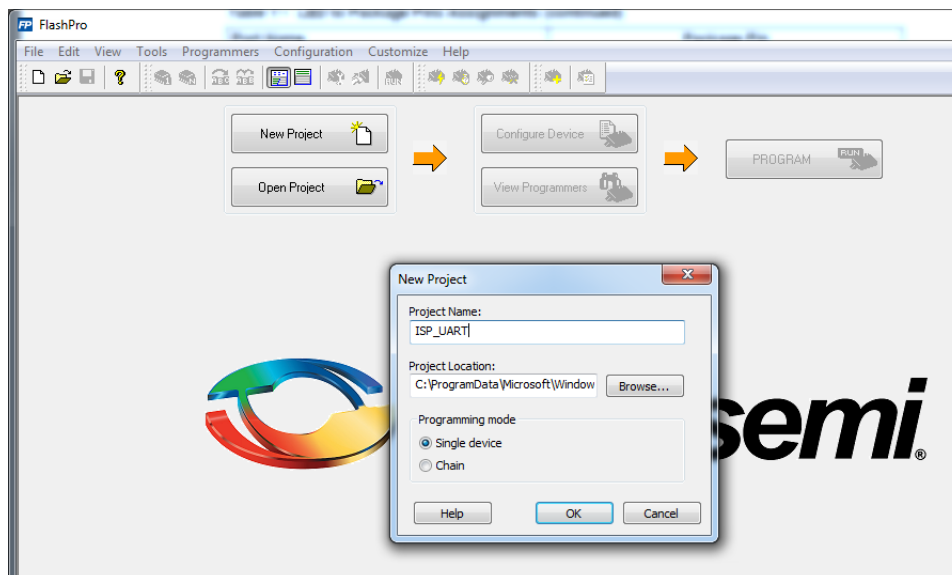 FP FlashPro
File Edit View Tools Programmers Configuration Customize Help
RUN
New Project
Configure Device
PROGRAM
RUN
Open Project
View Programmers
New Project
Project Name:
ISP_UART
Project Location:
C:\ProgramData\Microsoft\Window
Browse...
Programming mode
Single device
Chain
semi®
Help
OK
Cancel